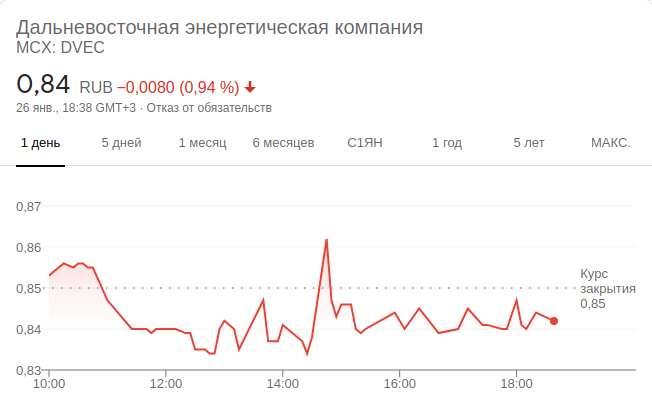 Дальневосточная энергетическая компания
MCX: DVEC
0,84 RUB −0,0080 (0,94 %)
26 янв., 18:38 GMT+3 · Отказ от обязательств
1 день 5 дней 1 месяц 6 месяцев С1ЯН 1 год 5 лет МАКС.
0,87
0,86
0,85
0,84
0,83
Курс
закрытия
0,85
10:00 12:00 14:00 16:00 18:00